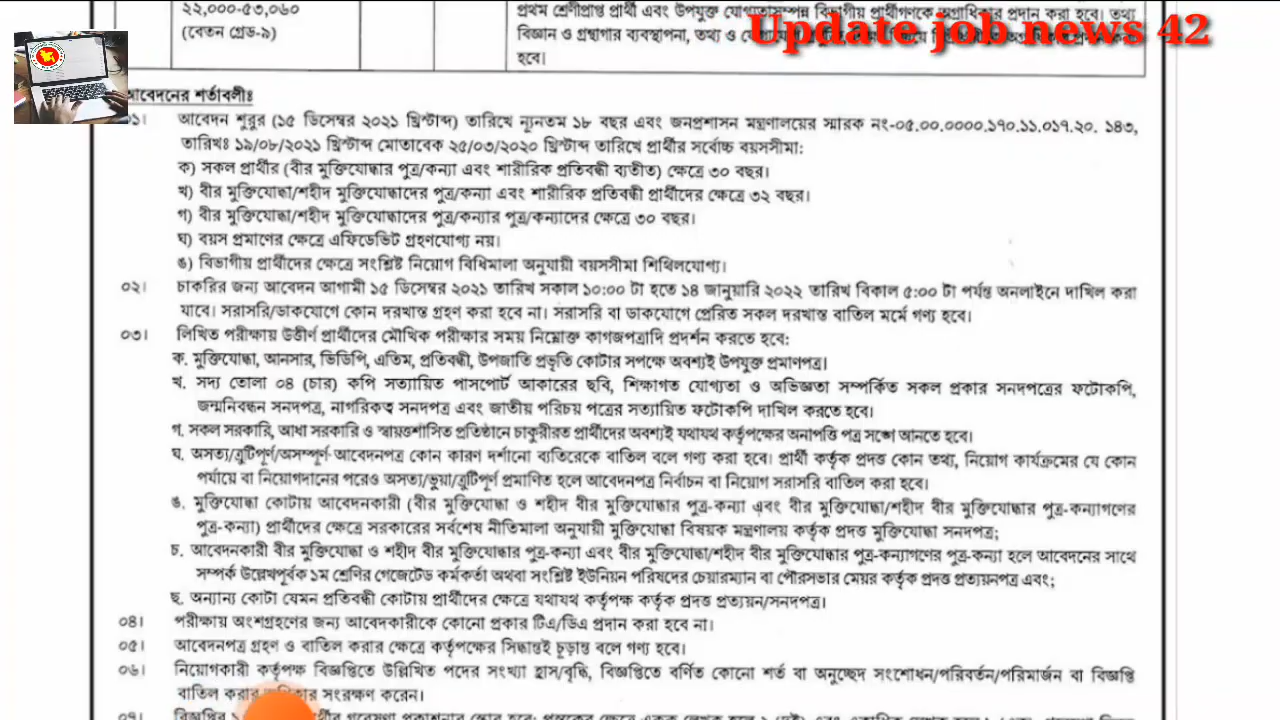 ২২,০০০-৫৩,০৬০
(বেতন গ্রেড-৯)
প্রথম শ্রেণীপ্রাপ্ত প্রার্থী এবং উপযুক্ত যোগ্যতাসম্পন্ন বিভাগীয় প্রার্থীগণকে অগ্রাধিকার প্রদান করা হবে। তথ্য
বিজ্ঞান ও গ্রন্থাগার ব্যবস্থাপনা, তথ্য ও
হবে।
Update job news 42
আবেদনের শর্তাবলীঃ
০১। আবেদন শুরুর (১৫ ডিসেম্বর ২০২১ খ্রিস্টাব্দ) তারিখে ন্যূনতম ১৮ বছর এবং জনপ্রশাসন মন্ত্রণালয়ের স্মারক নং-০৫.০০.০০০০.১৭০.১১.০১৭.২০. ১৪৩,
তারিখঃ ১৯/০৮/২০২১ খ্রিস্টাব্দ মোতাবেক ২৫/০৩/২০২০ খ্রিস্টাব্দ তারিখে প্রার্থীর সর্বোচ্চ বয়সসীমা:
ক) সকল প্রার্থীর (বীর মুক্তিযোদ্ধার পুত্র/কন্যা এবং শারীরিক প্রতিবন্ধী ব্যতীত) ক্ষেত্রে ৩০ বছর।
খ) বীর মুক্তিযোদ্ধা/শহীদ মুক্তিযোদ্ধাদের পুত্র/কন্যা এবং শারীরিক প্রতিবন্ধী প্রার্থীদের ক্ষেত্রে ৩২ বছর।
গ) বীর মুক্তিযোদ্ধা/শহীদ মুক্তিযোদ্ধাদের পুত্র/কন্যার পুত্র/কন্যাদের ক্ষেত্রে ৩০ বছর।
ঘ) বয়স প্রমাণের ক্ষেত্রে এফিডেভিট গ্রহণযোগ্য নয়।
ঙ) বিভাগীয় প্রার্থীদের ক্ষেত্রে সংশ্লিষ্ট নিয়োগ বিধিমালা অনুযায়ী বয়সসীমা শিথিলযোগ্য।
০২। চাকরির জন্য আবেদন আগামী ১৫ ডিসেম্বর ২০২১ তারিখ সকাল ১০:০০ টা হতে ১৪ জানুয়ারি ২০২২ তারিখ বিকাল ৫:০০ টা পর্যন্ত অনলাইনে দাখিল করা
যাবে। সরাসরি/ডাকযোগে কোন দরখাস্ত গ্রহণ করা হবে না। সরাসরি বা ডাকযোগে প্রেরিত সকল দরখাস্ত বাতিল মর্মে গণ্য হবে।
০৩। লিখিত পরীক্ষায় উত্তীর্ণ প্রার্থীদের মৌখিক পরীক্ষার সময় নিম্নোক্ত কাগজপত্রাদি প্রদর্শন করতে হবে:
ক. মুক্তিযোদ্ধা, আনসার, ভিডিপি, এতিম, প্রতিবন্ধী, উপজাতি প্রভৃতি কোটার সপক্ষে অবশ্যই উপযুক্ত প্রমাণপত্র।
খ. সদ্য তোলা ০৪ (চার) কপি সত্যায়িত পাসপোর্ট আকারের ছবি, শিক্ষাগত যোগ্যতা ও অভিজ্ঞতা সম্পর্কিত সকল প্রকার সনদপত্রের ফটোকপি,
জন্মনিবন্ধন সনদপত্র, নাগরিকত্ব সনদপত্র এবং জাতীয় পরিচয় পত্রের সত্যায়িত ফটোকপি দাখিল করতে হবে।
গ. সকল সরকারি, আধা সরকারি ও স্বায়ত্তশাসিত প্রতিষ্ঠানে চাকুরীরত প্রার্থীদের অবশ্যই যথাযথ কর্তৃপক্ষের অনাপত্তি পত্র সঙ্গে আনতে হবে।
ঘ. অসত্য/ত্রুটিপূর্ণ/অসম্পূর্ণ আবেদনপত্র কোন কারণ দর্শানো ব্যতিরেকে বাতিল বলে গণ্য করা হবে। প্রার্থী কর্তৃক প্রদত্ত কোন তথ্য, নিয়োগ কার্যক্রমের যে কোন
পর্যায়ে বা নিয়োগদানের পরেও অসত্য/ভুয়া/ত্রুটিপূর্ণ প্রমাণিত হলে আবেদনপত্র নির্বাচন বা নিয়োগ সরাসরি বাতিল করা হবে।
ঙ. মুক্তিযোদ্ধা কোটায় আবেদনকারী (বীর মুক্তিযোদ্ধা ও শহীদ বীর মুক্তিযোদ্ধার পুত্র-কন্যা এবং বীর মুক্তিযোদ্ধা/শহীদ বীর মুক্তিযোদ্ধার পুত্র-কন্যাগণের
পুত্র-কন্যা) প্রার্থীদের ক্ষেত্রে সরকারের সর্বশেষ নীতিমালা অনুযায়ী মুক্তিযোদ্ধা বিষয়ক মন্ত্রণালয় কর্তৃক প্রদত্ত মুক্তিযোদ্ধা সনদপত্র;
চ. আবেদনকারী বীর মুক্তিযোদ্ধা ও শহীদ বীর মুক্তিযোদ্ধার পুত্র-কন্যা এবং বীর মুক্তিযোদ্ধা/শহীদ বীর মুক্তিযোদ্ধার পুত্র-কন্যাগণের পুত্র-কন্যা হলে আবেদনের সাথে
সম্পর্ক উল্লেখপূর্বক ১ম শ্রেণির গেজেটেড কর্মকর্তা অথবা সংশ্লিষ্ট ইউনিয়ন পরিষদের চেয়ারম্যান বা পৌরসভার মেয়র কর্তৃক প্রদত্ত প্রত্যয়নপত্র এবং;
ছ. অন্যান্য কোটা যেমন প্রতিবন্ধী কোটায় প্রার্থীদের ক্ষেত্রে যথাযথ কর্তৃপক্ষ কর্তৃক প্রদত্ত প্রত্যয়ন/সনদপত্র।
০৪। পরীক্ষায় অংশগ্রহণের জন্য আবেদকারীকে কোনো প্রকার টিএ/ডিএ প্রদান করা হবে না।
০৫। আবেদনপত্র গ্রহণ ও বাতিল করার ক্ষেত্রে কর্তৃপক্ষের সিদ্ধান্তই চূড়ান্ত বলে গণ্য হবে।
০৬। নিয়োগকারী কর্তৃপক্ষ বিজ্ঞপ্তিতে উল্লিখিত পদের সংখ্যা হ্রাস/বৃদ্ধি, বিজ্ঞপ্তিতে বর্ণিত কোনো শর্ত বা অনুচ্ছেদ সংশোধন/পরিবর্তন/পরিমার্জন বা বিজ্ঞপ্তি
বাতিল করার সংরক্ষণ করেন।